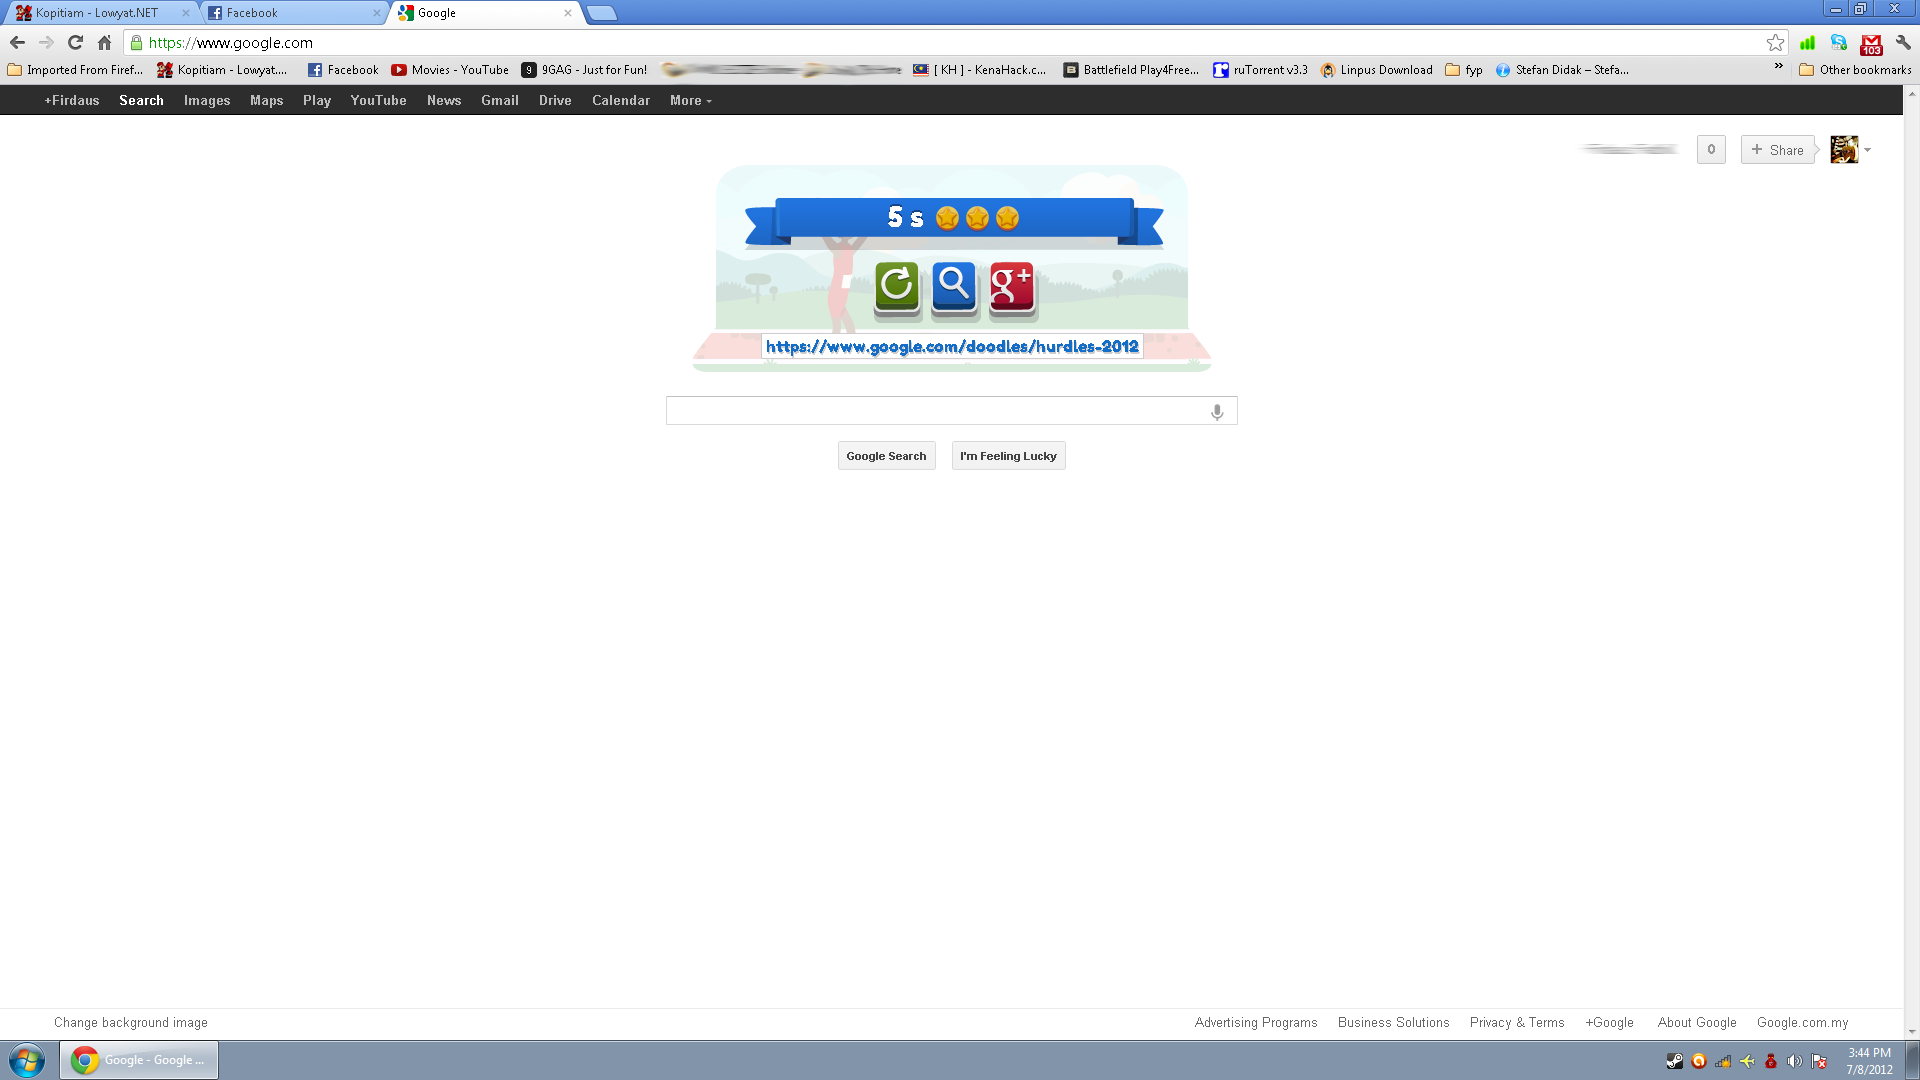 Kopitiam - Lowyat.NET
Facebook
Google
https://www.google.com
103
Imported From Firef...
Kopitiam - Lowyat....
Facebook
Movies - YouTube
9GAG - Just for Fun!
[ KH ] - KenaHack.c...
Battlefield Play4Free...
ruTorrent v3.3
Linpus Download
fyp
Stefan Didak – Stefa...
Other bookmarks
+Firdaus Search Images Maps Play YouTube News Gmail Drive Calendar More
0
+ Share
5 s
g+
https://www.google.com/doodles/hurdles-2012
Google Search
I'm Feeling Lucky
Change background image
Advertising Programs Business Solutions Privacy & Terms +Google About Google Google.com.my
Google - Google ...
3:44 PM
7/8/2012